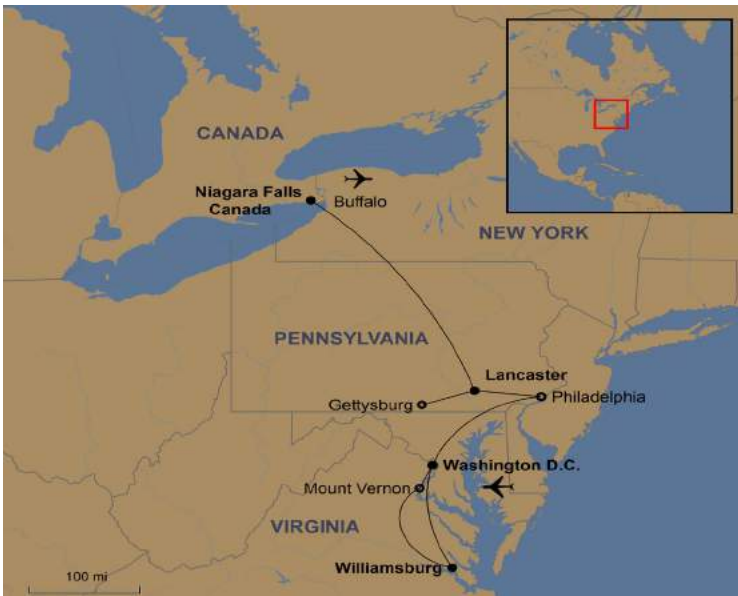 CANADA
Niagara Falls
Canada
Buffalo
NEW YORK
PENNSYLVANIA
Lancaster
Gettysburg
Philadelphia
Washington D.C.
Mount Vernon
VIRGINIA
Williamsburg
100 mi